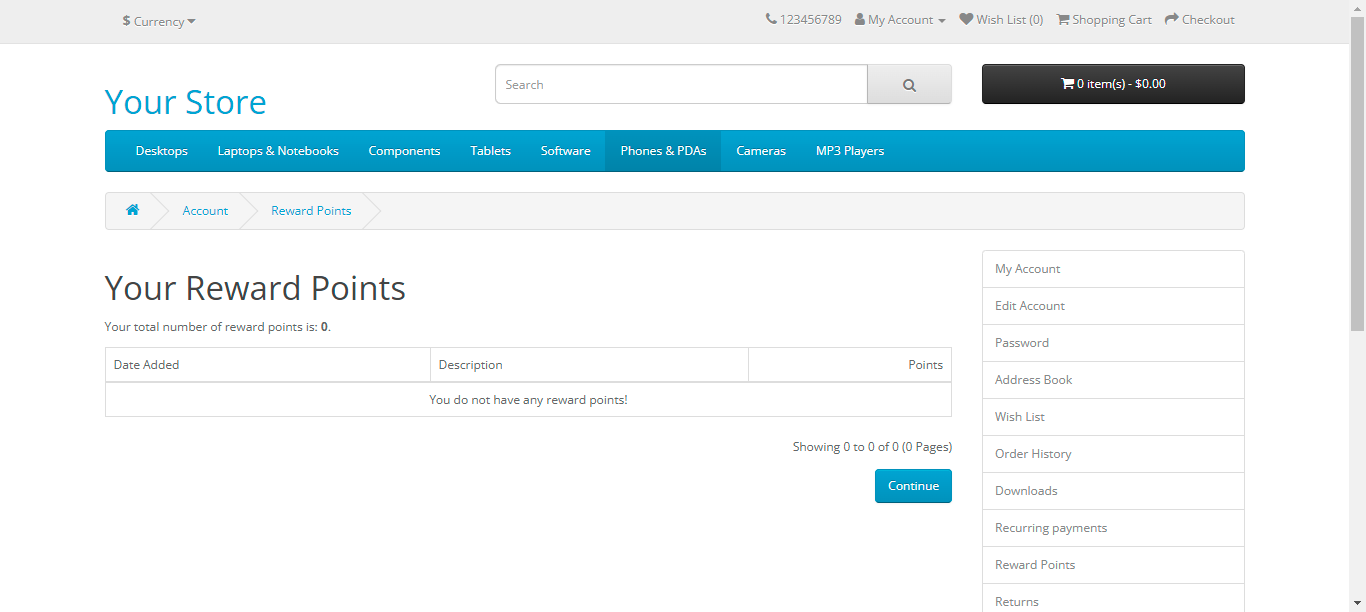 $ Currency
123456789 My Account Wish List (0) Shopping Cart Checkout
Your Store
Search
0 item(s) - $0.00
Desktops Laptops & Notebooks Components Tablets Software Phones & PDAs Cameras MP3 Players
Account Reward Points
Your Reward Points
Your total number of reward points is: 0.
Date Added Description Points
You do not have any reward points!
Showing 0 to 0 of 0 (0 Pages)
Continue
My Account
Edit Account
Password
Address Book
Wish List
Order History
Downloads
Recurring payments
Reward Points
Returns